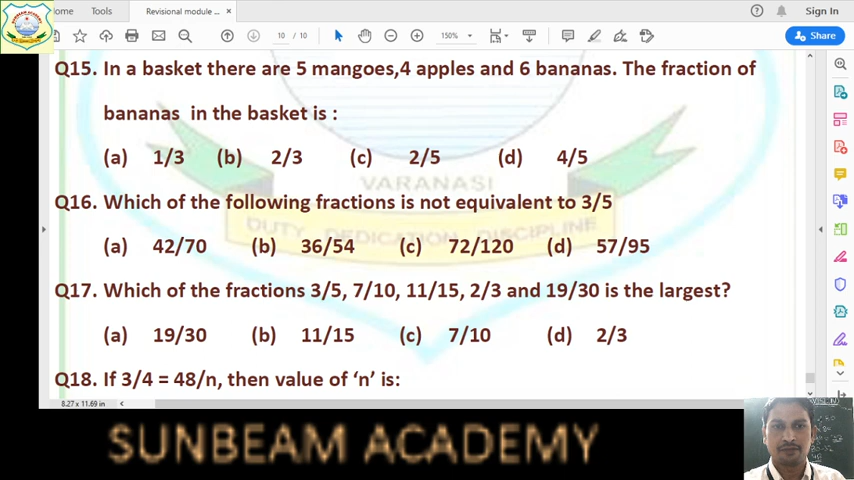 ome Tools Revisional module ... × Sign In
10 / 10 150% Share
Q15. In a basket there are 5 mangoes,4 apples and 6 bananas. The fraction of
bananas in the basket is :
(a) 1/3 (b) 2/3 (c) 2/5 (d) 4/5
VARANASI
Q16. Which of the following fractions is not equivalent to 3/5
DUTY DEDICATION DISCIPLINE
(a) 42/70 (b) 36/54 (c) 72/120 (d) 57/95
Q17. Which of the fractions 3/5, 7/10, 11/15, 2/3 and 19/30 is the largest?
(a) 19/30 (b) 11/15 (c) 7/10 (d) 2/3
Q18. If 3/4 = 48/n, then value of ‘n’ is:
8.27 x 11.69 in
SUNBEAM ACADEMY